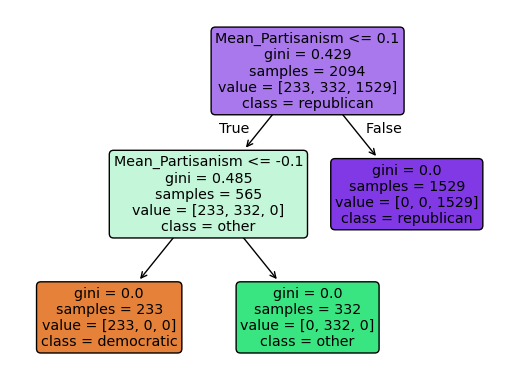 Mean_Partisanism <= 0.1
gini = 0.429
samples = 2094
value = [233, 332, 1529]
class = republican
True
False
Mean_Partisanism <= -0.1
gini = 0.485
samples = 565
value = [233, 332, 0]
class = other
gini = 0.0
samples = 1529
value = [0, 0, 1529]
class = republican
gini = 0.0
samples = 233
value = [233, 0, 0]
class = democratic
gini = 0.0
samples = 332
value = [0, 332, 0]
class = other